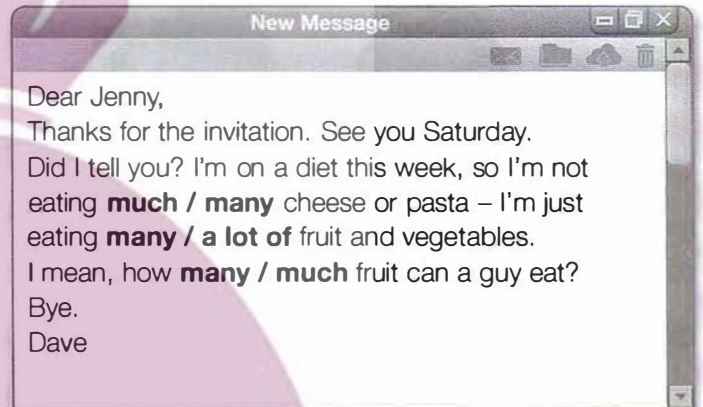 New Message
Dear Jenny,
Thanks for the invitation. See you Saturday.
Did I tell you? I'm on a diet this week, so I'm not
eating much / many cheese or pasta – I'm just
eating many / a lot of fruit and vegetables.
I mean, how many / much fruit can a guy eat?
Bye.
Dave